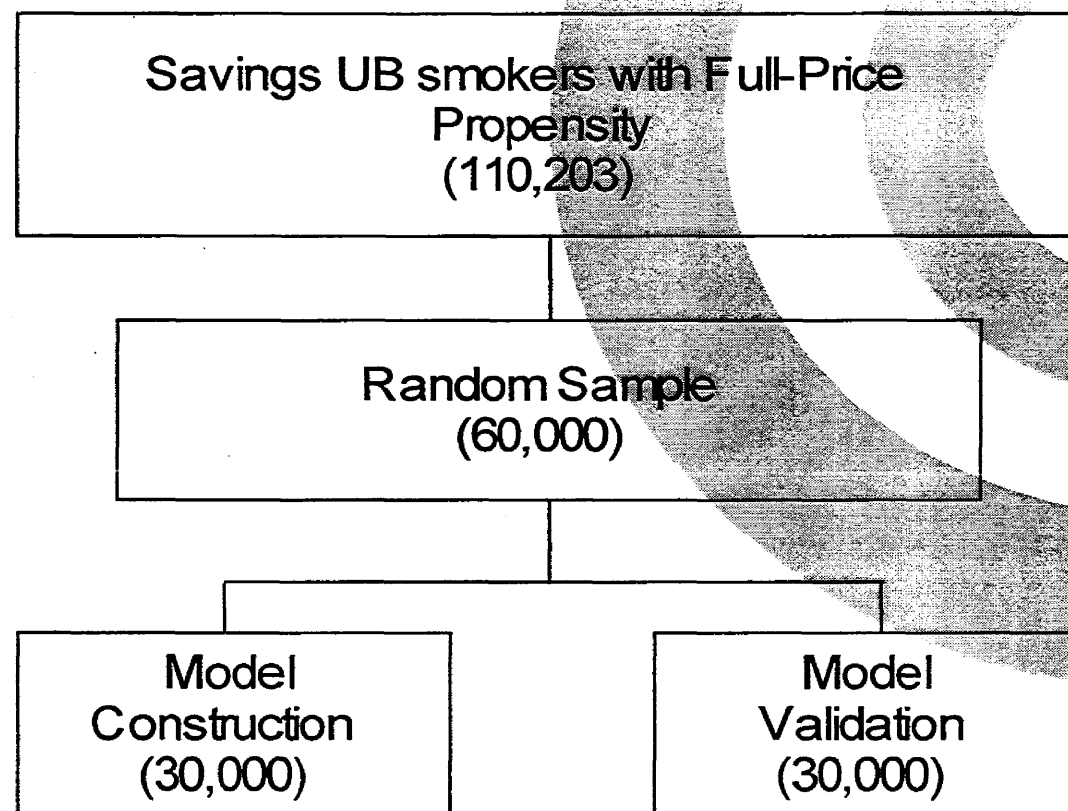 Savings UB smokers with Full-Price
Propensity
(110,203)
Random Sample
(60,000)
Model
Construction
(30,000)
Model
Validation
(30,000)